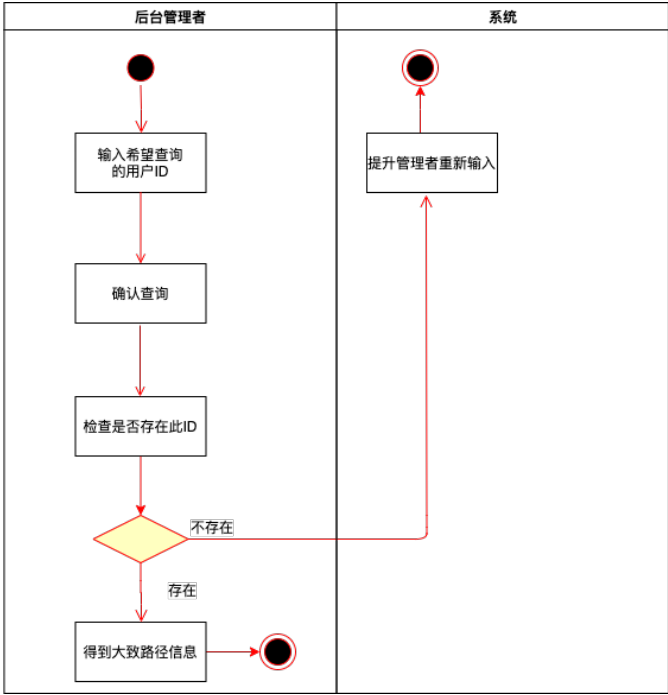 后台管理者
系统
输入希望查询
的用户ID
提升管理者重新输入
确认查询
检查是否存在此ID
不存在
存在
得到大致路径信息